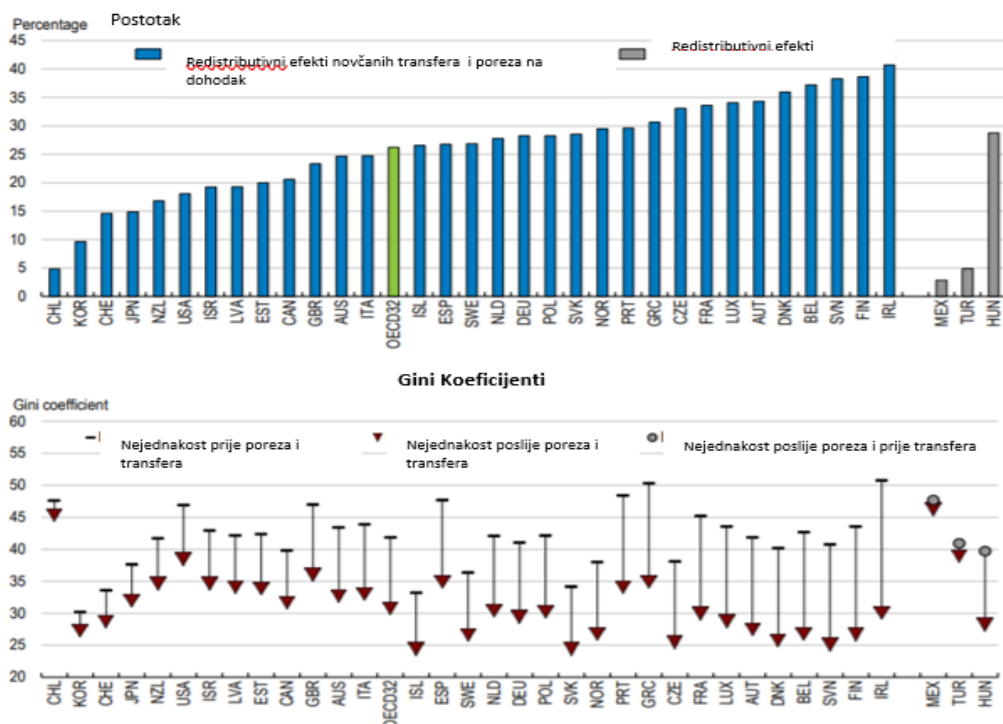 Percentage
Postotak
45
40
35
30
25
20
15
10
5
0
Redistributivni efekti novčanih transfera i poreza na
dohodak
Redistributivni efekti
CHL KOR CHE JPN NZL USA ISR LVA EST CAN GBR AUS ITA OECD32 ISL ESP SWE NLD DEU POL SVK NOR PRT GRC CZE FRA LUX AUT DNK BEL SVN FIN IRL MEX TUR HUN
Gini Koeficijenti
Gini coefficient
60
55
50
45
40
35
30
25
20
Nejednakost prije poreza i
transfera
Nejednakost poslije poreza i
transfera
Nejednakost poslije poreza i prije transfera
CHL KOR CHE JPN NZL USA ISR LVA EST CAN GBR AUS ITA OECD32 ISL ESP SWE NLD DEU POL SVK NOR PRT GRC CZE FRA LUX AUT DNK BEL SVN FIN IRL MEX TUR HUN